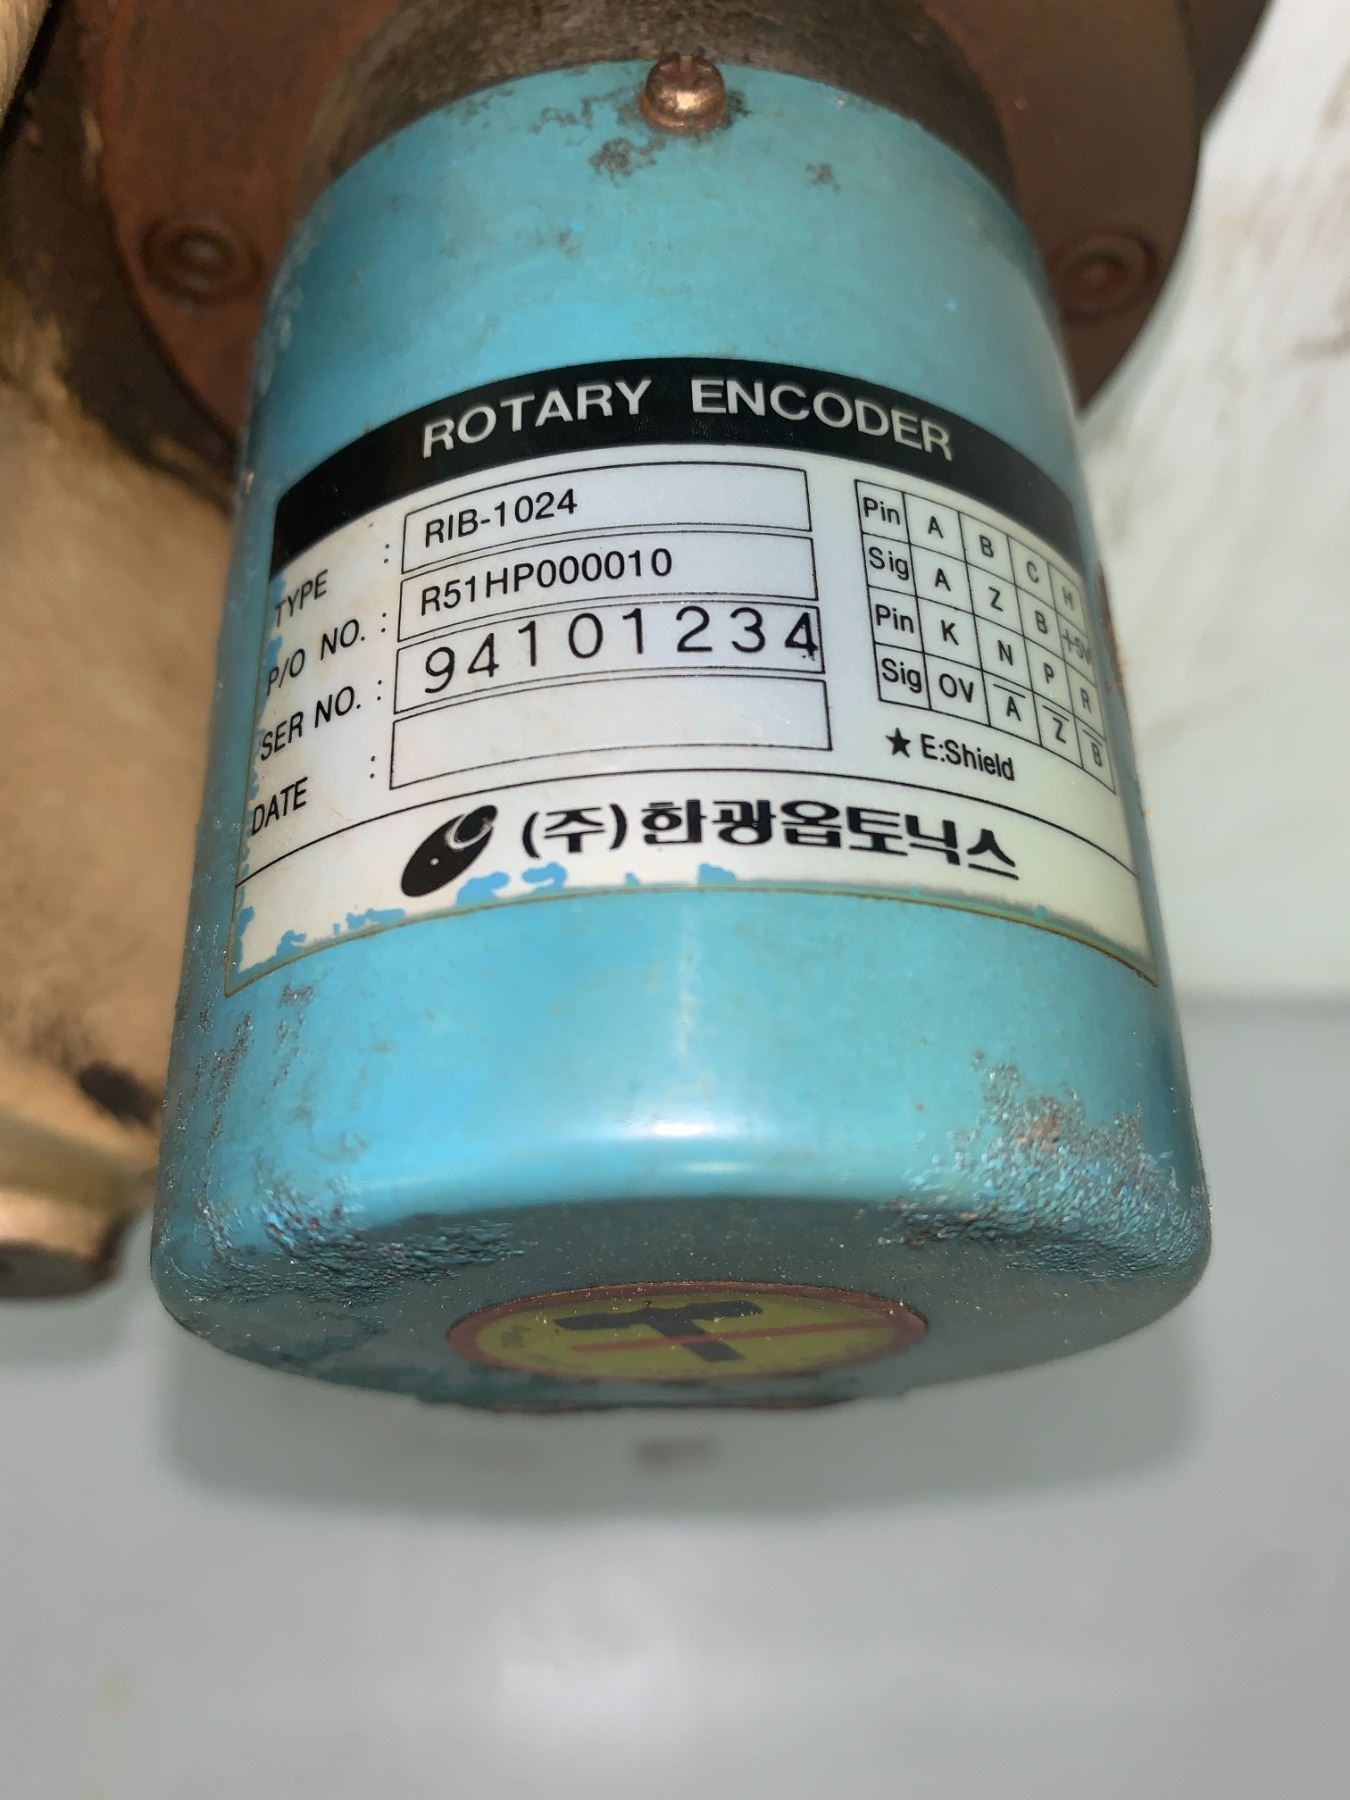 ROTARY ENCODER
TYPE : RIB-1024
P/O NO. : R51HP000010
SER NO. : 94101234
DATE :
Pin A B C H
Sig A Z B +5V
Pin K N P R
Sig OV A̅ Z̅ B̅
★ E:Shield
(주)한광옵토닉스